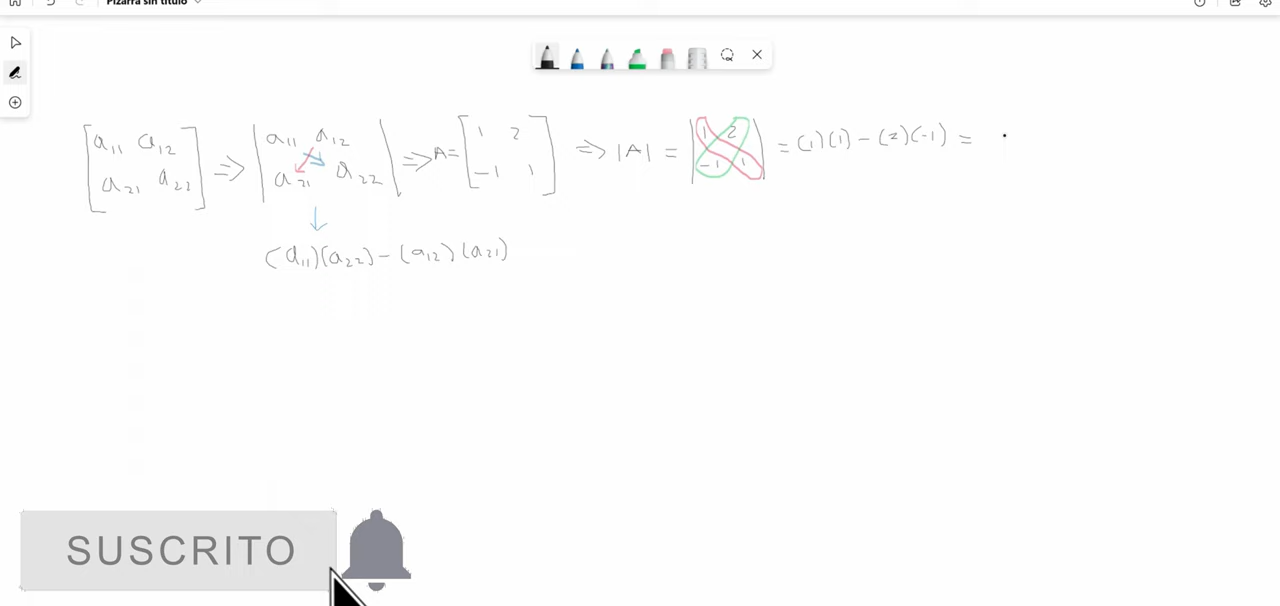 Pizarra sin título
[a11 a12
a21 a22] => |a11 a12
a21 a22| => A = [1 2
-1 1] => |A| = |1 2
-1 1| = (1)(1) - (2)(-1) =
(a11)(a22) - (a12)(a21)
SUSCRITO